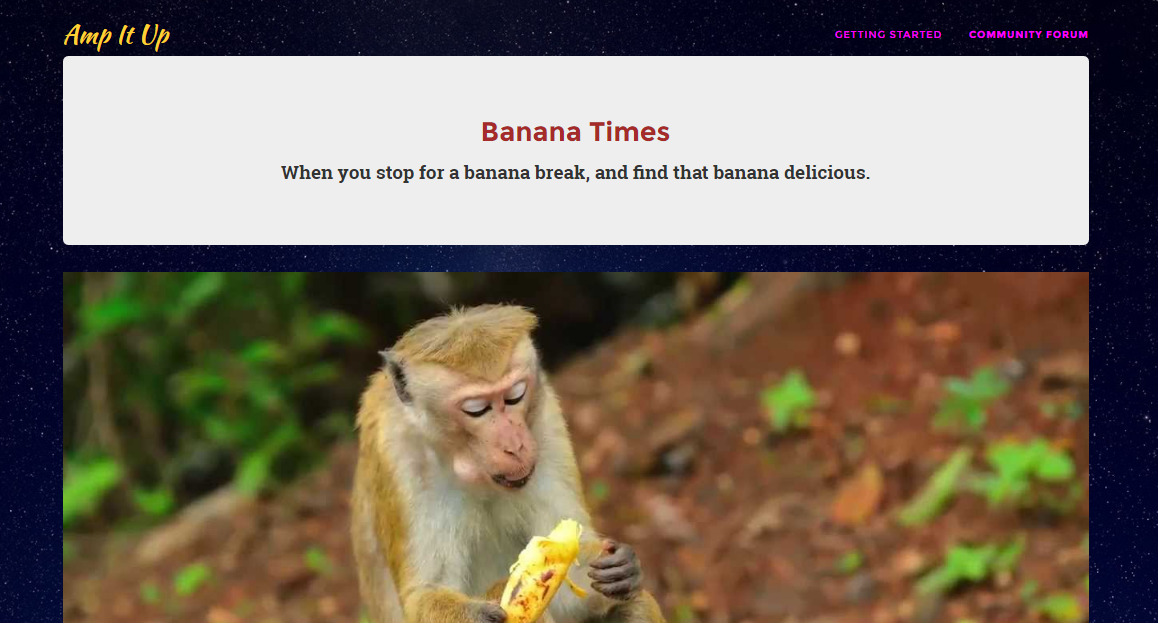 Amp It Up
GETTING STARTED
COMMUNITY FORUM
Banana Times
When you stop for a banana break, and find that banana delicious.